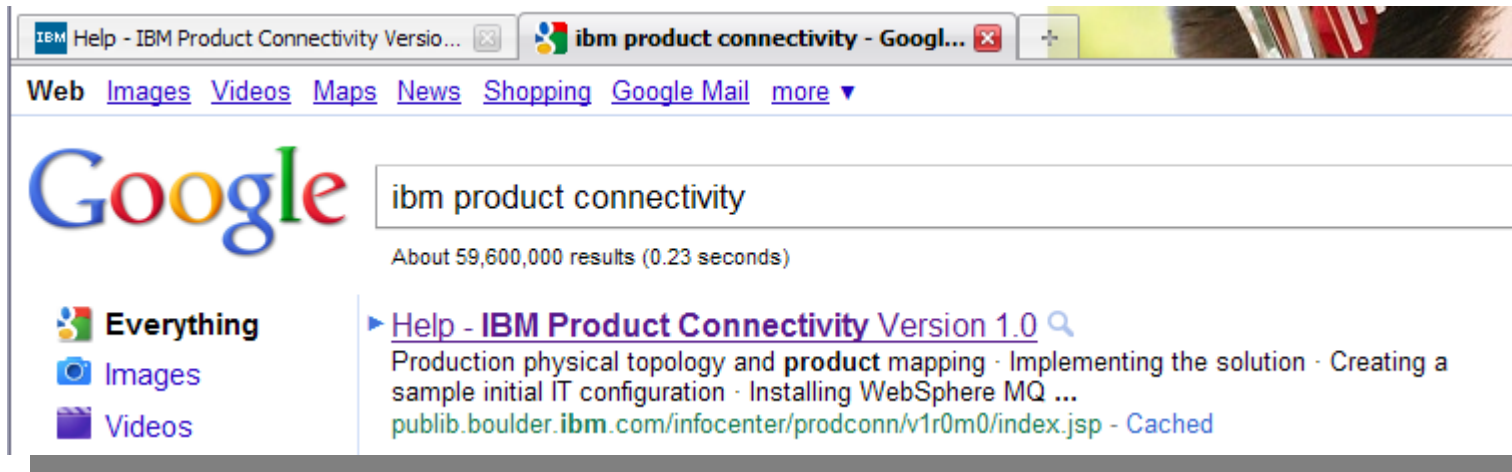 IBM Help - IBM Product Connectivity Versio...
ibm product connectivity - Googl...
Web Images Videos Maps News Shopping Google Mail more ▼
Google
ibm product connectivity
About 59,600,000 results (0.23 seconds)
Everything
Images
Videos
Help - IBM Product Connectivity Version 1.0
Production physical topology and product mapping · Implementing the solution · Creating a
sample initial IT configuration · Installing WebSphere MQ ...
publib.boulder.ibm.com/infocenter/prodconn/v1r0m0/index.jsp - Cached